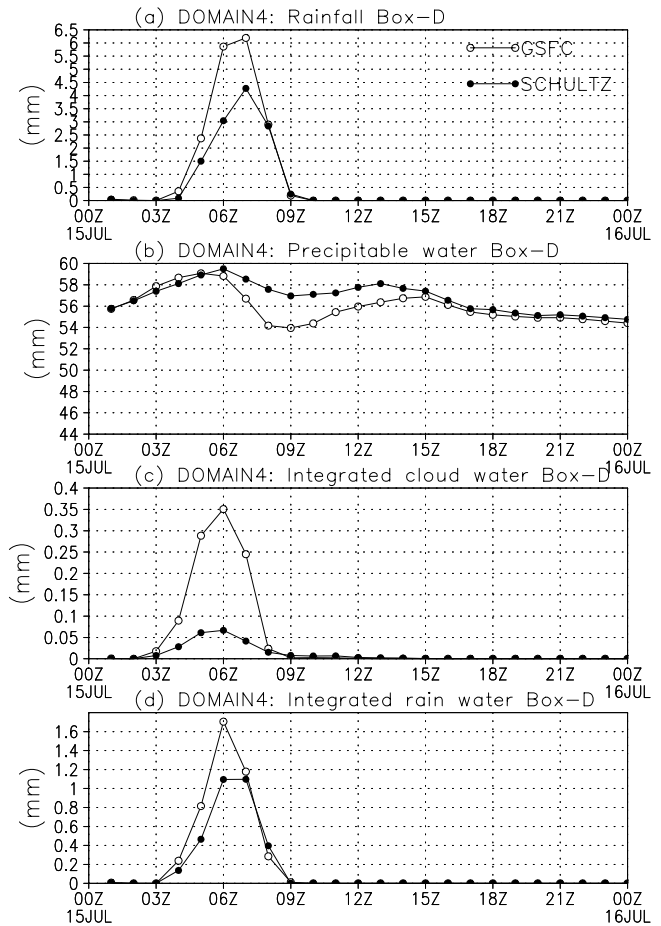 (a) DOMAIN4: Rainfall Box-D
6.5
6
5.5
5
4.5
4
3.5
3
2.5
2
1.5
1
0.5
0
(mm)
GSFC
SCHULTZ
00Z 03Z 06Z 09Z 12Z 15Z 18Z 21Z 00Z
15JUL 16JUL
(b) DOMAIN4: Precipitable water Box-D
60
58
56
54
52
50
48
46
44
(mm)
00Z 03Z 06Z 09Z 12Z 15Z 18Z 21Z 00Z
15JUL 16JUL
(c) DOMAIN4: Integrated cloud water Box-D
0.4
0.35
0.3
0.25
0.2
0.15
0.1
0.05
0
(mm)
00Z 03Z 06Z 09Z 12Z 15Z 18Z 21Z 00Z
15JUL 16JUL
(d) DOMAIN4: Integrated rain water Box-D
1.6
1.4
1.2
1
0.8
0.6
0.4
0.2
0
(mm)
00Z 03Z 06Z 09Z 12Z 15Z 18Z 21Z 00Z
15JUL 16JUL